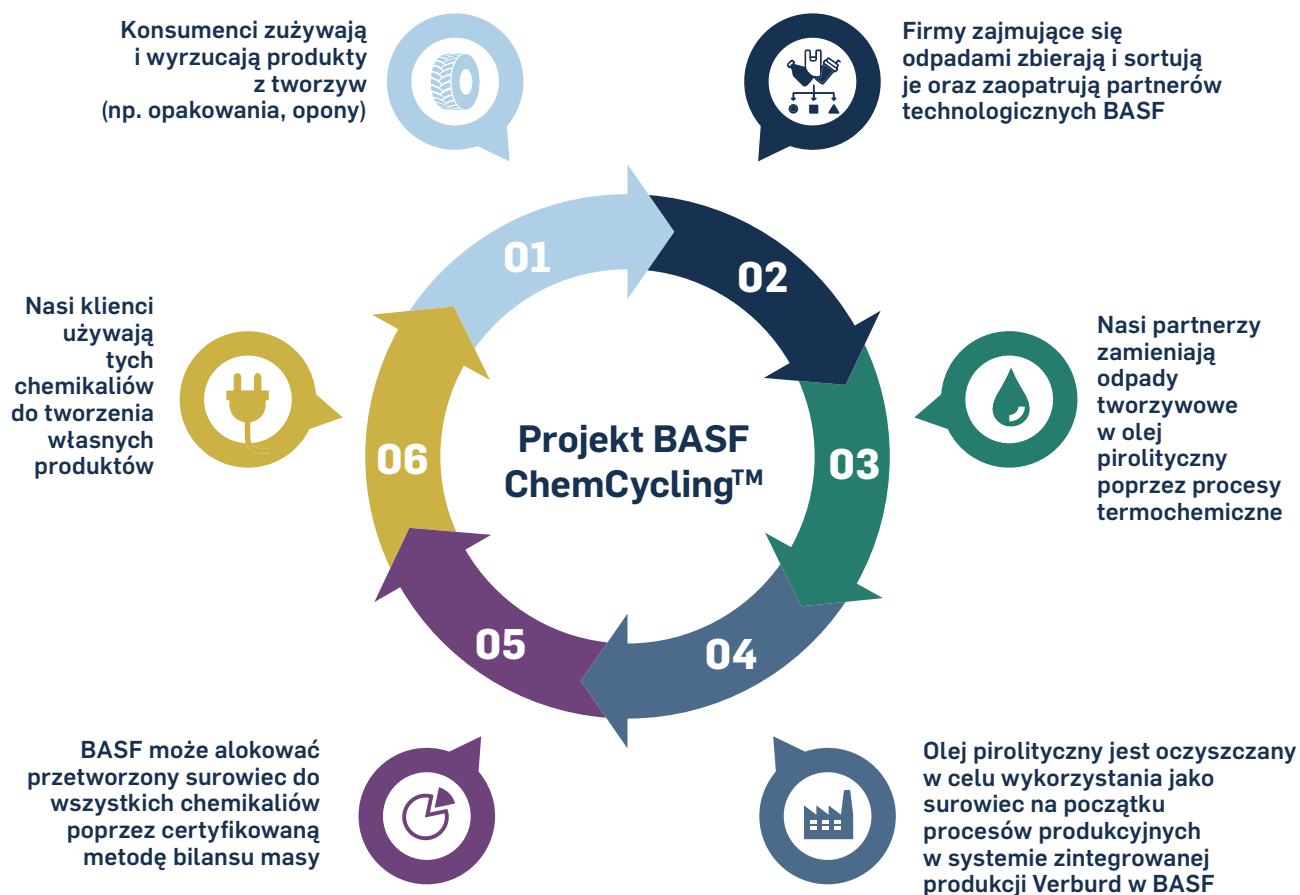 Konsumenci zużywają
i wyrzucają produkty
z tworzyw
(np. opakowania, opony)
Firmy zajmujące się
odpadami zbierają i sortują
je oraz zaopatrują partnerów
technologicznych BASF
01
02
Nasi klienci
używają
tych
chemikaliów
do tworzenia
własnych
produktów
Nasi partnerzy
zamieniają
odpady
tworzywowe
w olej
pirolityczny
poprzez procesy
termochemiczne
Projekt BASF
ChemCycling™
06
03
05
04
BASF może alokować
przetworzony surowiec do
wszystkich chemikaliów
poprzez certyfikowaną
metodę bilansu masy
Olej pirolityczny jest oczyszczany
w celu wykorzystania jako
surowiec na początku
procesów produkcyjnych
w systemie zintegrowanej
produkcji Verburd w BASF